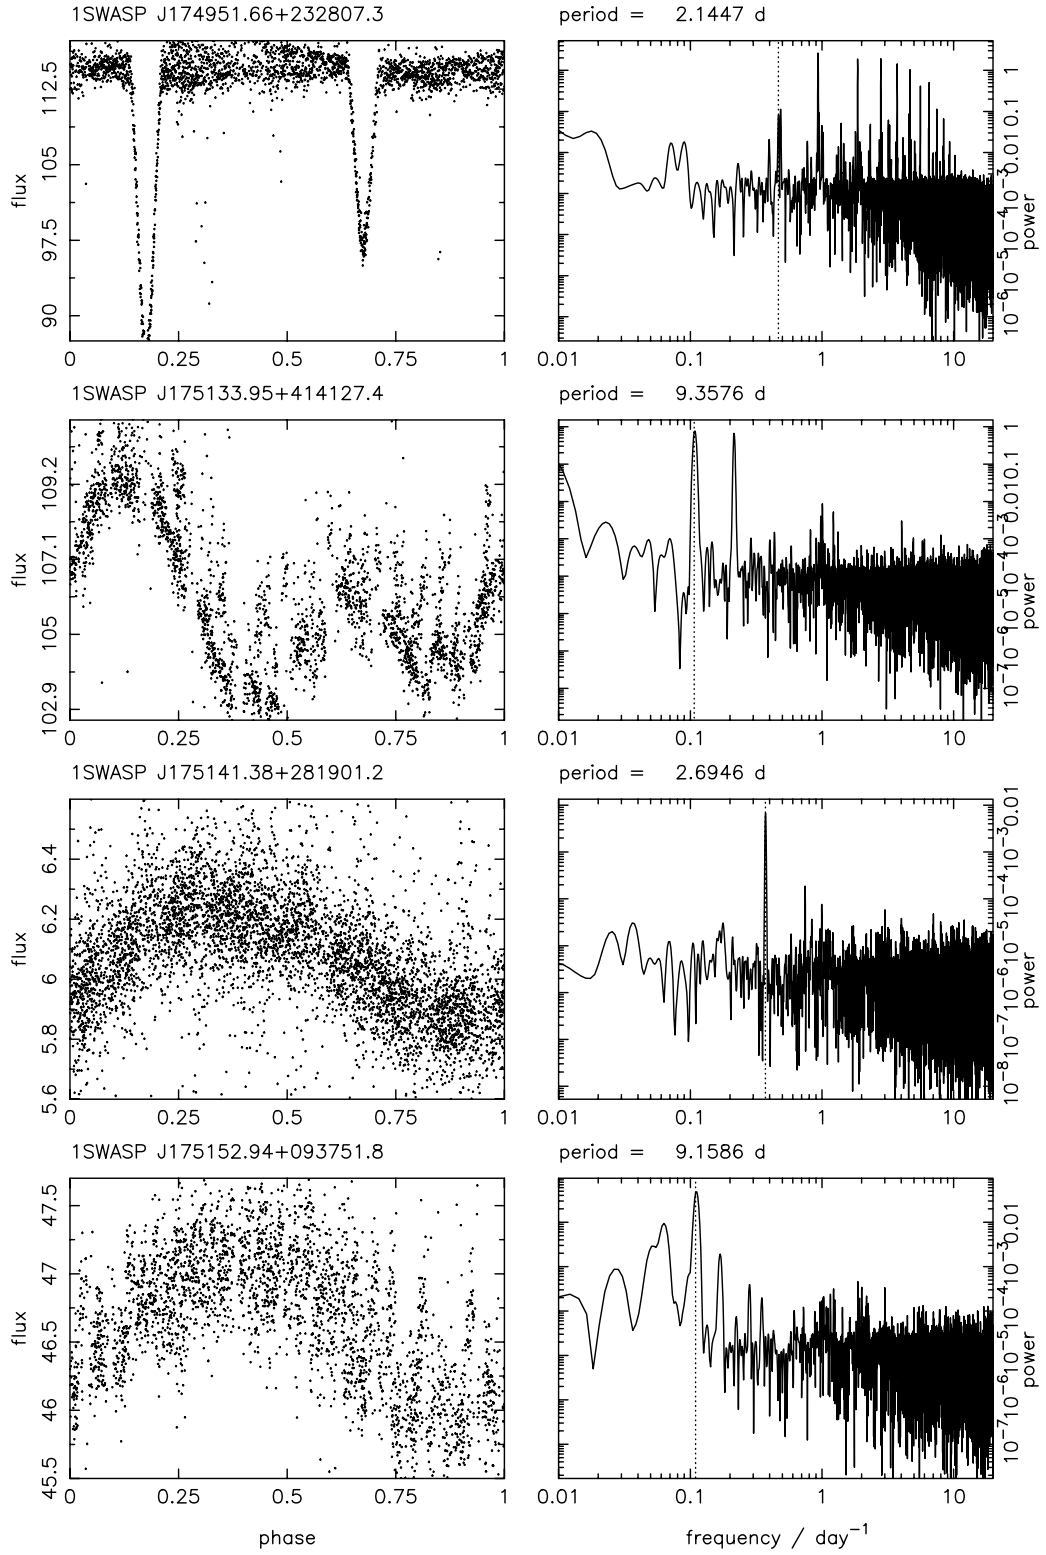 1SWASP J174951.66+232807.3 period = 2.1447 d
flux 90 97.5 105 112.5
0 0.25 0.5 0.75 1
0.01 0.1 1 10
10⁻⁶ 10⁻⁵ 10⁻⁴ 10⁻³ 0.01 0.1 1 power
1SWASP J175133.95+414127.4 period = 9.3576 d
flux 102.9 105 107.1 109.2
0 0.25 0.5 0.75 1
0.01 0.1 1 10
10⁻⁷ 10⁻⁶ 10⁻⁵ 10⁻⁴ 10⁻³ 0.01 0.1 1 power
1SWASP J175141.38+281901.2 period = 2.6946 d
flux 5.6 5.8 6 6.2 6.4
0 0.25 0.5 0.75 1
0.01 0.1 1 10
10⁻⁸ 10⁻⁷ 10⁻⁶ 10⁻⁵ 10⁻⁴ 10⁻³ 0.01 power
1SWASP J175152.94+093751.8 period = 9.1586 d
flux 45.5 46 46.5 47 47.5
0 0.25 0.5 0.75 1
0.01 0.1 1 10
10⁻⁷ 10⁻⁶ 10⁻⁵ 10⁻⁴ 10⁻³ 0.01 power
phase frequency / day⁻¹